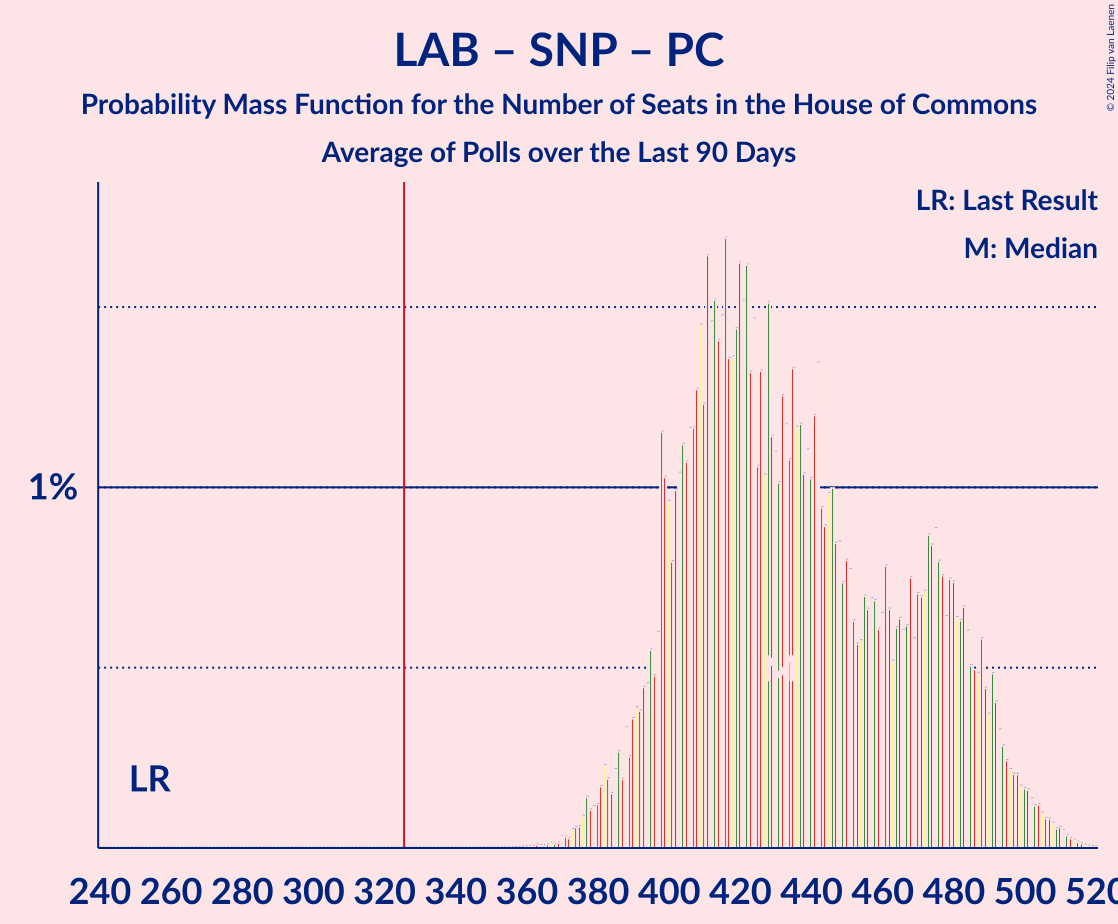 LAB – SNP – PC
Probability Mass Function for the Number of Seats in the House of Commons
Average of Polls over the Last 90 Days
© 2024 Filip van Laenen
LR: Last Result
M: Median
1%
LR
M
240 260 280 300 320 340 360 380 400 420 440 460 480 500 520